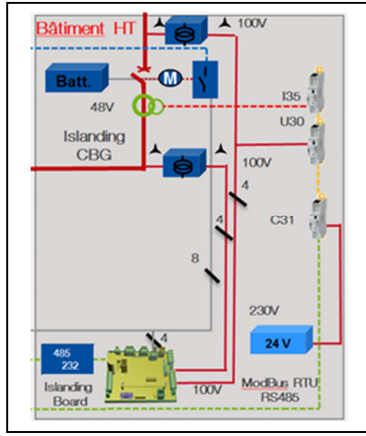 Bâtiment HT
100V
Batt.
M
48V
I35
U30
Islanding
CBG
100V
4
4
C31
8
230V
24 V
4
485
232
100V
ModBus RTU
RS485
Islanding
Board